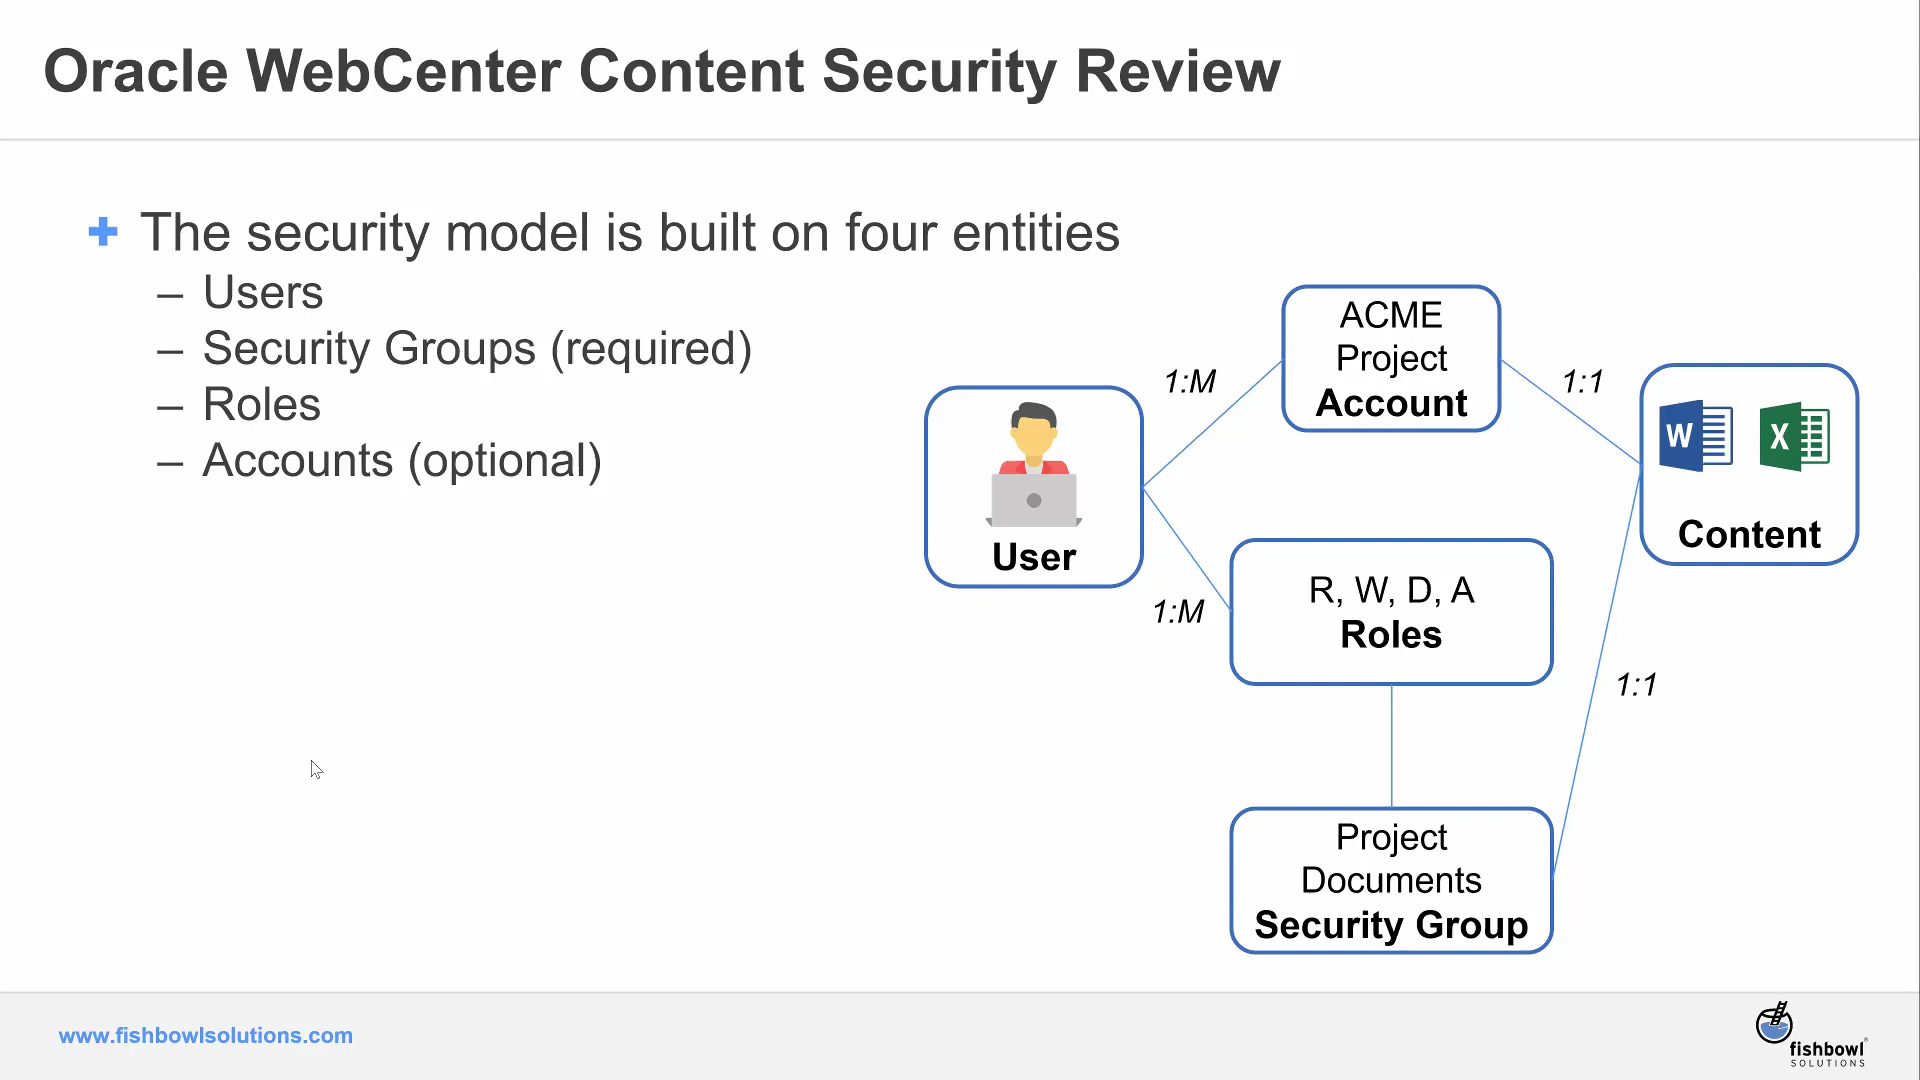 Oracle WebCenter Content Security Review
The security model is built on four entities
– Users
– Security Groups (required)
– Roles
– Accounts (optional)
ACME
Project
Account
1:M
1:1
User
W
X
Content
1:M
R, W, D, A
Roles
1:1
Project
Documents
Security Group
www.fishbowlsolutions.com
fishbowl®
SOLUTIONS